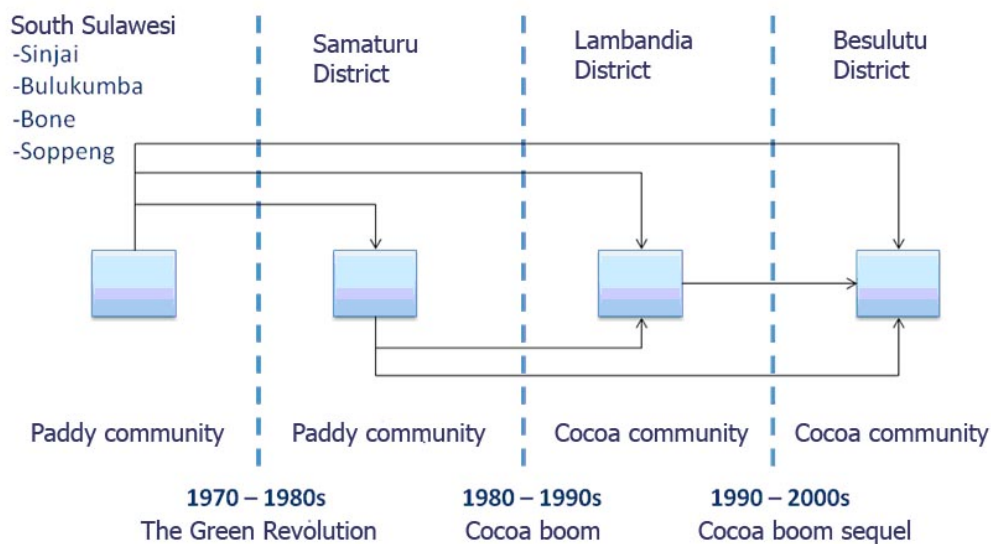 South Sulawesi
-Sinjai
-Bulukumba
-Bone
-Soppeng
Samaturu
District
Lambandia
District
Besulutu
District
Paddy community
Paddy community
Cocoa community
Cocoa community
1970 – 1980s
The Green Revolution
1980 – 1990s
Cocoa boom
1990 – 2000s
Cocoa boom sequel